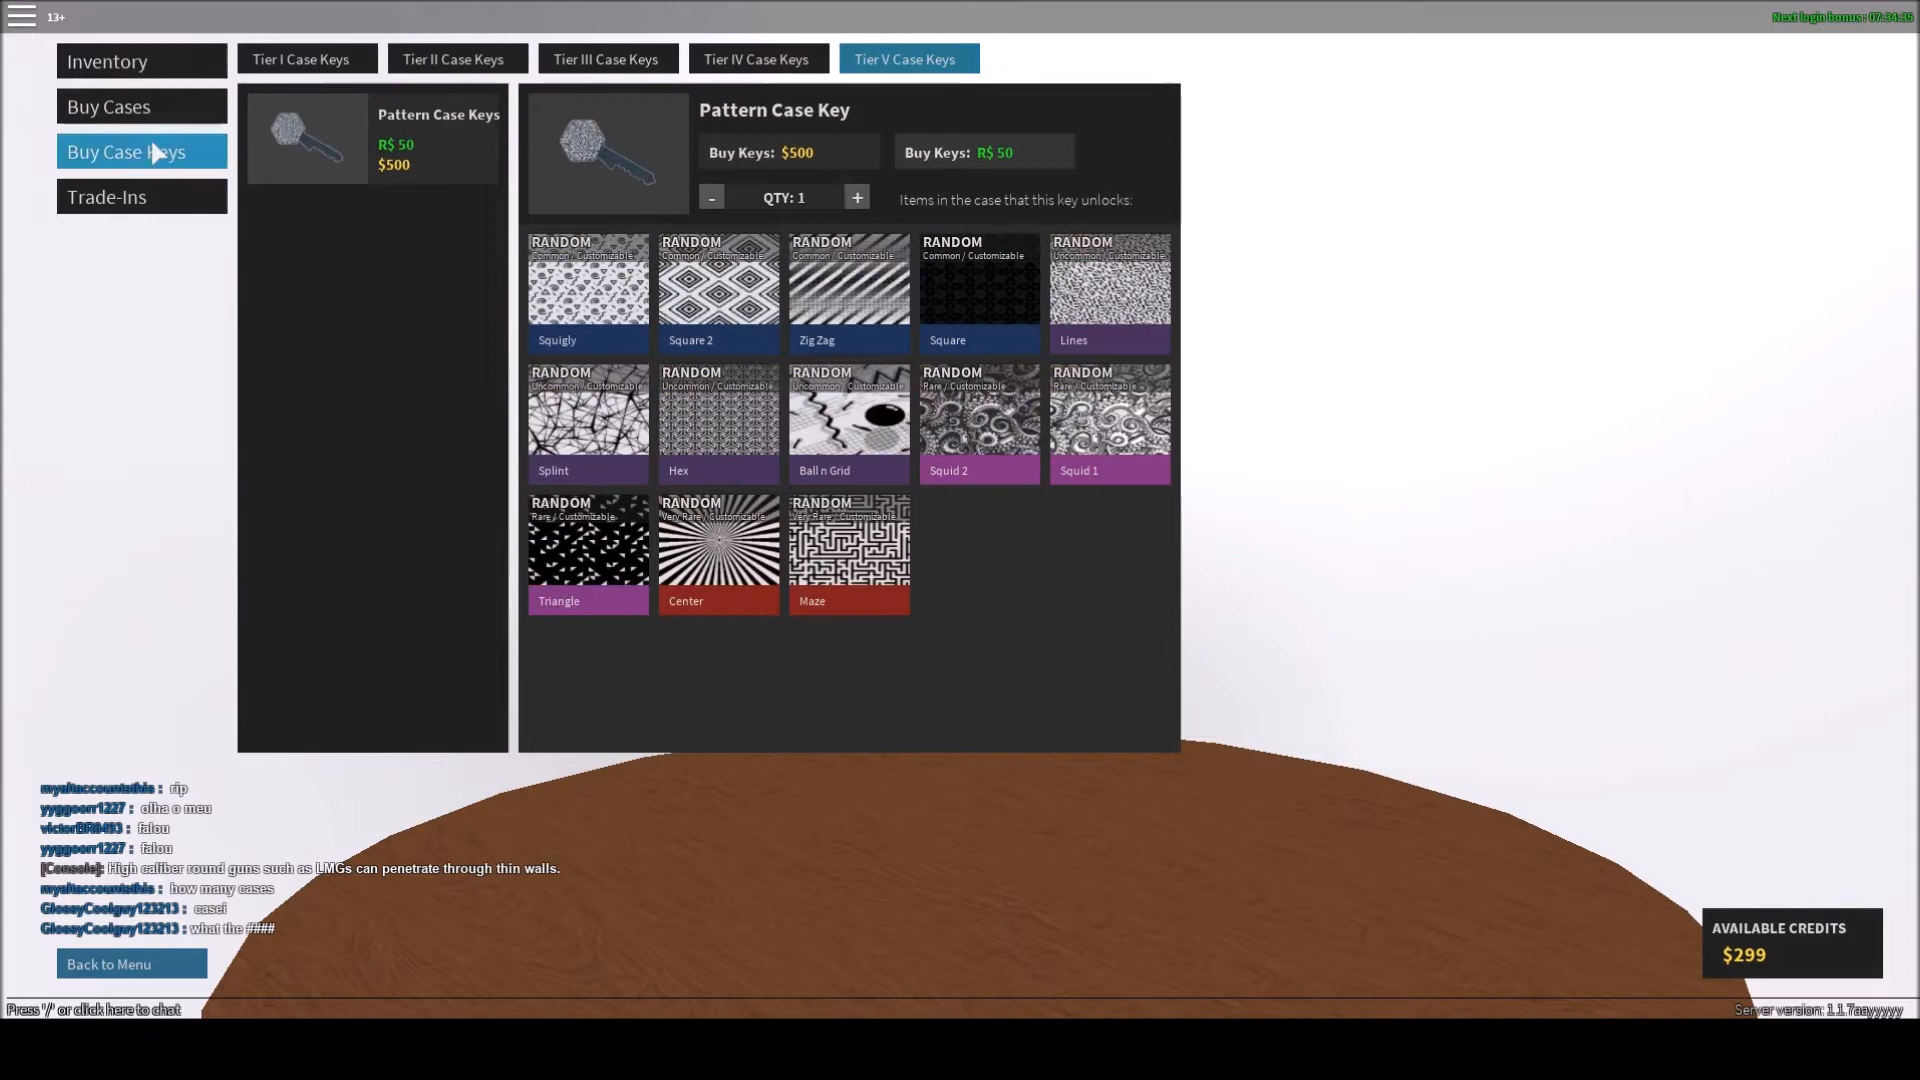 13+
Next login bonus: 07:34:35
Inventory
Buy Cases
Buy Case Keys
Trade-Ins
Tier I Case Keys
Tier II Case Keys
Tier III Case Keys
Tier IV Case Keys
Tier V Case Keys
Pattern Case Keys
R$ 50
$500
Pattern Case Key
Buy Keys: $500
Buy Keys: R$ 50
- QTY: 1 +
Items in the case that this key unlocks:
RANDOM
Common / Customizable
Squigly
RANDOM
Common / Customizable
Square 2
RANDOM
Common / Customizable
Zig Zag
RANDOM
Common / Customizable
Square
RANDOM
Uncommon / Customizable
Lines
RANDOM
Uncommon / Customizable
Splint
RANDOM
Uncommon / Customizable
Hex
RANDOM
Uncommon / Customizable
Ball n Grid
RANDOM
Rare / Customizable
Squid 2
RANDOM
Rare / Customizable
Squid 1
RANDOM
Rare / Customizable
Triangle
RANDOM
Very Rare / Customizable
Center
RANDOM
Very Rare / Customizable
Maze
myaltaccountsthis : rip
yyggoorr1227 : olha o meu
victorBR8493 : falou
yyggoorr1227 : falou
[Console]: High caliber round guns such as LMGs can penetrate through thin walls.
myaltaccountsthis : how many cases
GlossyCoolguy123213 : casei
GlossyCoolguy123213 : what the ####
Back to Menu
AVAILABLE CREDITS
$299
Press '/' or click here to chat
Server version: 1.1.7aayyyyy